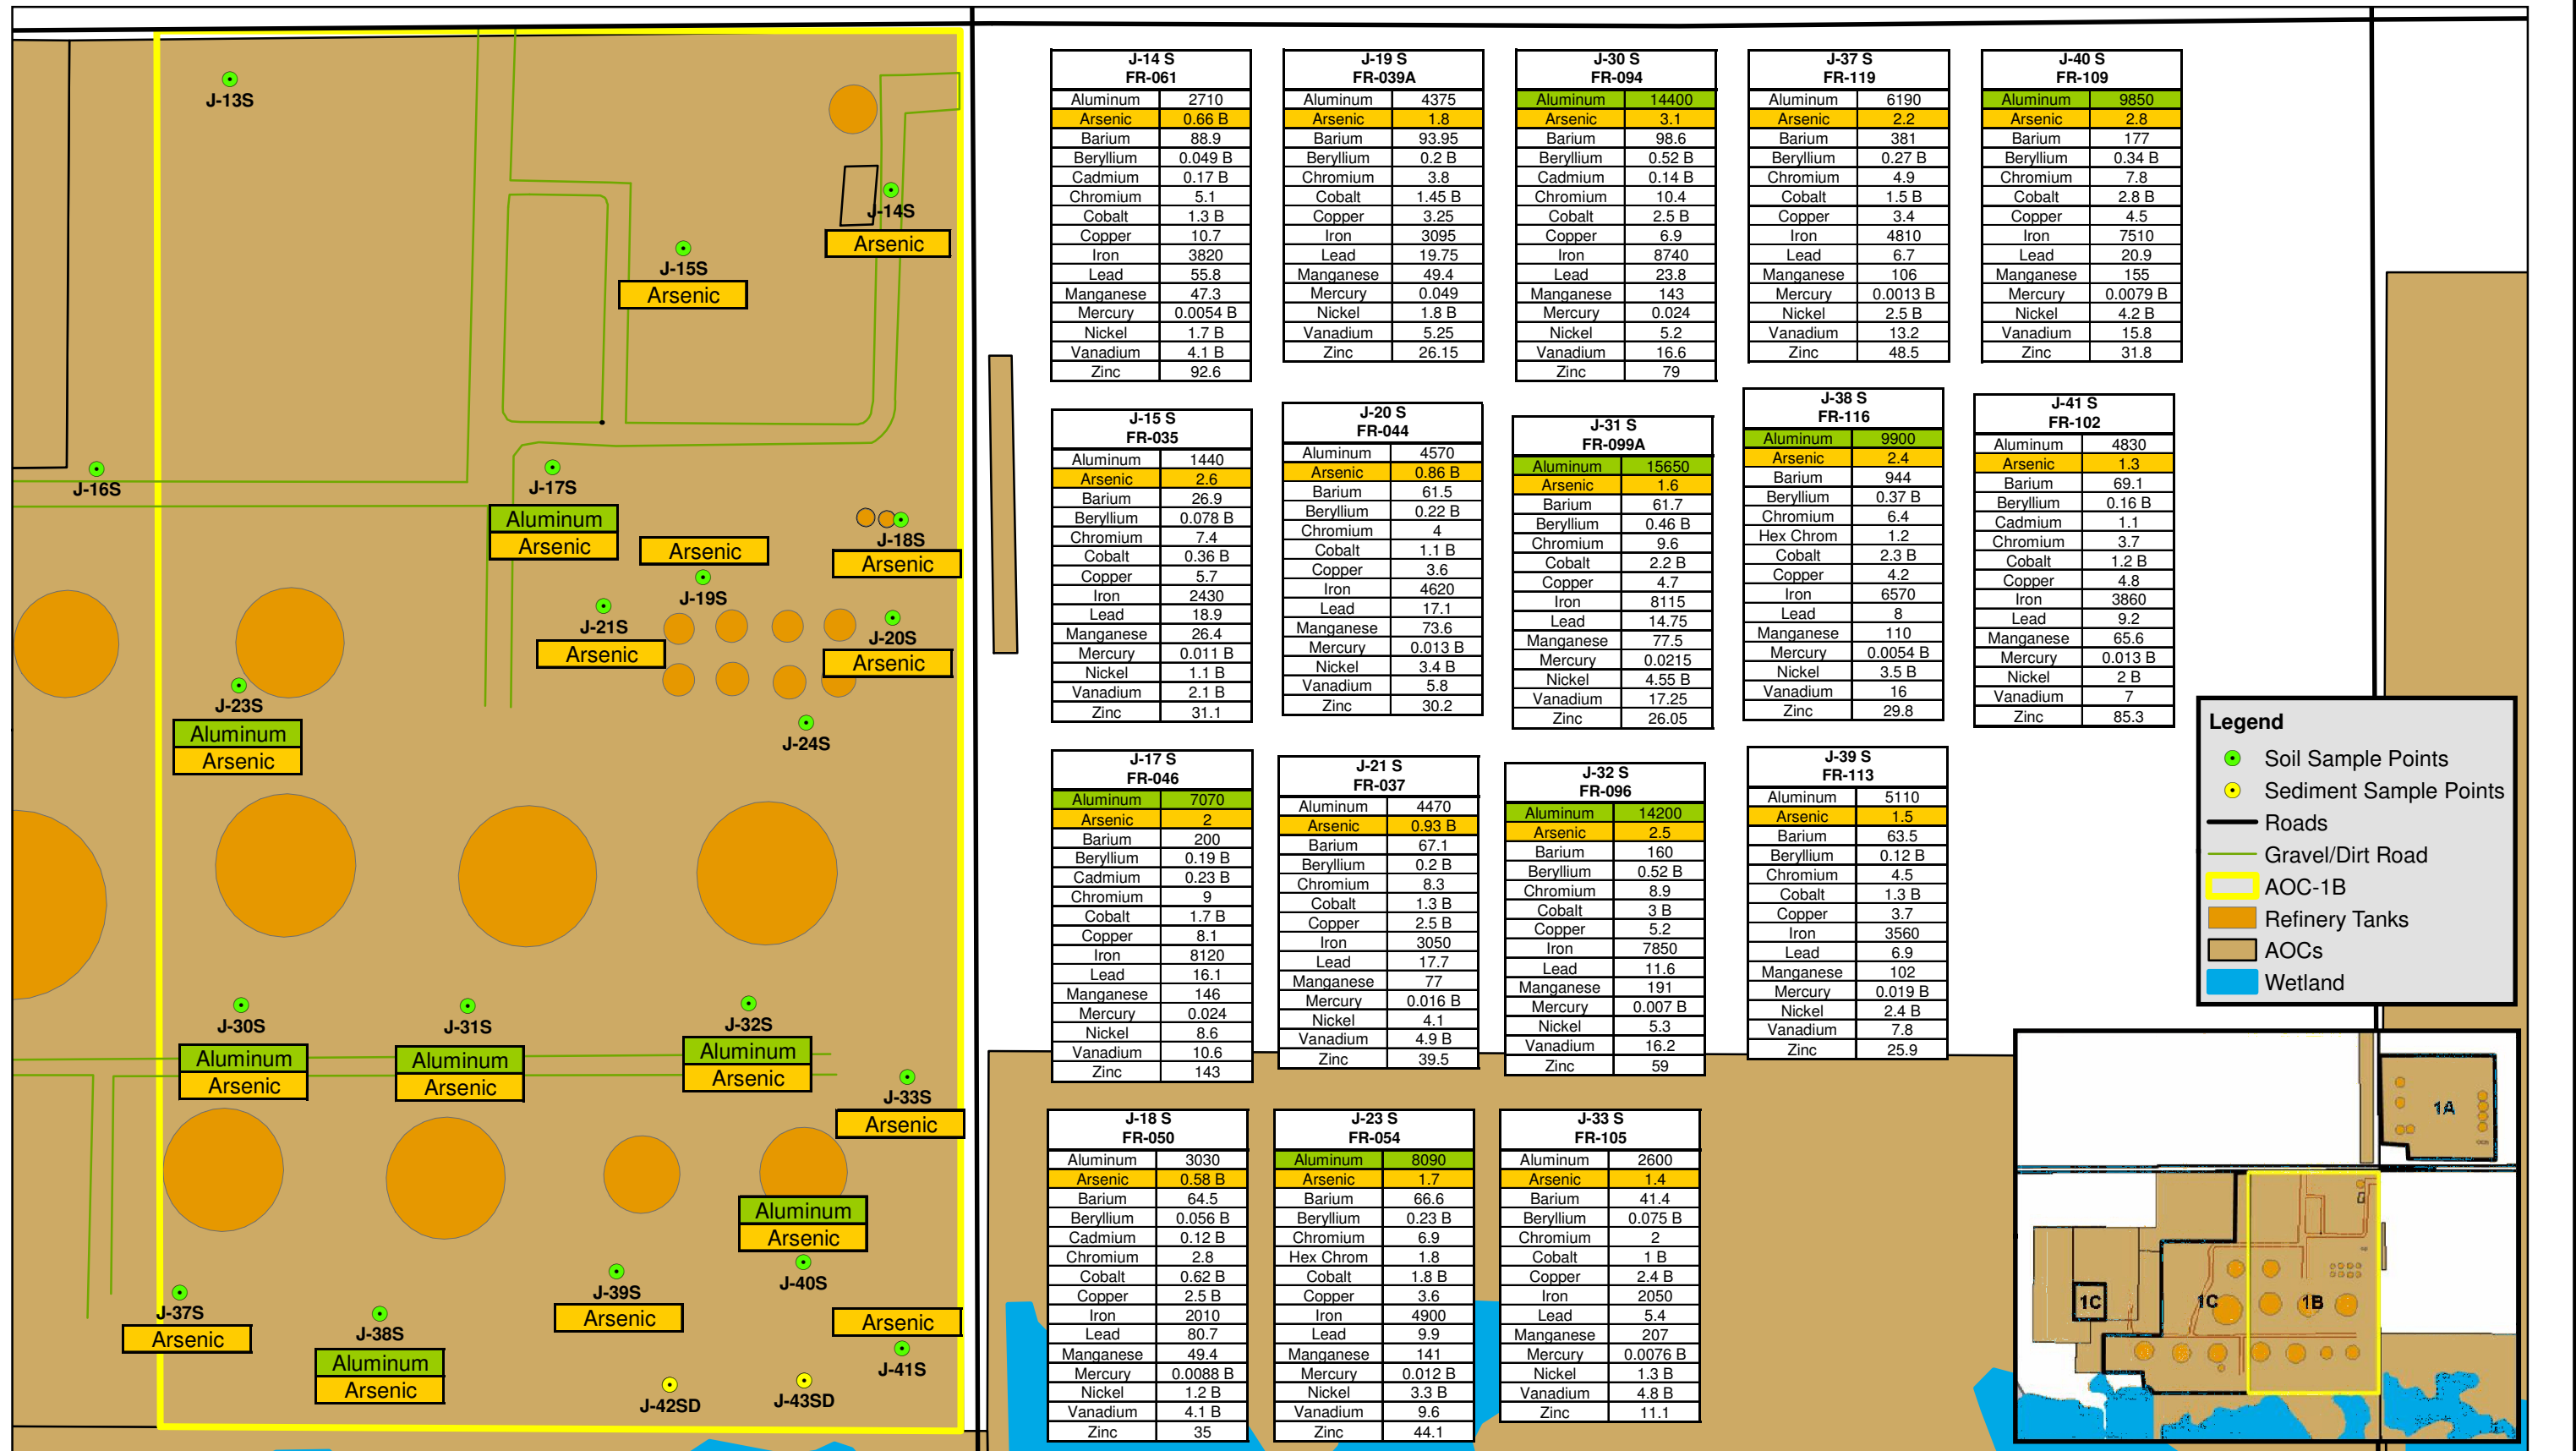 J-13S
J-14S
Arsenic
J-15S
Arsenic
J-16S
J-17S
Aluminum
Arsenic
J-18S
Arsenic
Arsenic
J-19S
J-21S
Arsenic
J-20S
Arsenic
J-23S
Aluminum
Arsenic
J-24S
J-30S
Aluminum
Arsenic
J-31S
Aluminum
Arsenic
J-32S
Aluminum
Arsenic
J-33S
Arsenic
Aluminum
Arsenic
J-40S
J-39S
Arsenic
J-37S
Arsenic
J-38S
Aluminum
Arsenic
Arsenic
J-41S
J-42SD
J-43SD
J-14 S
FR-061
Aluminum 2710
Arsenic 0.66 B
Barium 88.9
Beryllium 0.049 B
Cadmium 0.17 B
Chromium 5.1
Cobalt 1.3 B
Copper 10.7
Iron 3820
Lead 55.8
Manganese 47.3
Mercury 0.0054 B
Nickel 1.7 B
Vanadium 4.1 B
Zinc 92.6
J-19 S
FR-039A
Aluminum 4375
Arsenic 1.8
Barium 93.95
Beryllium 0.2 B
Chromium 3.8
Cobalt 1.45 B
Copper 3.25
Iron 3095
Lead 19.75
Manganese 49.4
Mercury 0.049
Nickel 1.8 B
Vanadium 5.25
Zinc 26.15
J-30 S
FR-094
Aluminum 14400
Arsenic 3.1
Barium 98.6
Beryllium 0.52 B
Cadmium 0.14 B
Chromium 10.4
Cobalt 2.5 B
Copper 6.9
Iron 8740
Lead 23.8
Manganese 143
Mercury 0.024
Nickel 5.2
Vanadium 16.6
Zinc 79
J-37 S
FR-119
Aluminum 6190
Arsenic 2.2
Barium 381
Beryllium 0.27 B
Chromium 4.9
Cobalt 1.5 B
Copper 3.4
Iron 4810
Lead 6.7
Manganese 106
Mercury 0.0013 B
Nickel 2.5 B
Vanadium 13.2
Zinc 48.5
J-40 S
FR-109
Aluminum 9850
Arsenic 2.8
Barium 177
Beryllium 0.34 B
Chromium 7.8
Cobalt 2.8 B
Copper 4.5
Iron 7510
Lead 20.9
Manganese 155
Mercury 0.0079 B
Nickel 4.2 B
Vanadium 15.8
Zinc 31.8
J-15 S
FR-035
Aluminum 1440
Arsenic 2.6
Barium 26.9
Beryllium 0.078 B
Chromium 7.4
Cobalt 0.36 B
Copper 5.7
Iron 2430
Lead 18.9
Manganese 26.4
Mercury 0.011 B
Nickel 1.1 B
Vanadium 2.1 B
Zinc 31.1
J-20 S
FR-044
Aluminum 4570
Arsenic 0.86 B
Barium 61.5
Beryllium 0.22 B
Chromium 4
Cobalt 1.1 B
Copper 3.6
Iron 4620
Lead 17.1
Manganese 73.6
Mercury 0.013 B
Nickel 3.4 B
Vanadium 5.8
Zinc 30.2
J-31 S
FR-099A
Aluminum 15650
Arsenic 1.6
Barium 61.7
Beryllium 0.46 B
Chromium 9.6
Cobalt 2.2 B
Copper 4.7
Iron 8115
Lead 14.75
Manganese 77.5
Mercury 0.0215
Nickel 4.55 B
Vanadium 17.25
Zinc 26.05
J-38 S
FR-116
Aluminum 9900
Arsenic 2.4
Barium 944
Beryllium 0.37 B
Chromium 6.4
Hex Chrom 1.2
Cobalt 2.3 B
Copper 4.2
Iron 6570
Lead 8
Manganese 110
Mercury 0.0054 B
Nickel 3.5 B
Vanadium 16
Zinc 29.8
J-41 S
FR-102
Aluminum 4830
Arsenic 1.3
Barium 69.1
Beryllium 0.16 B
Cadmium 1.1
Chromium 3.7
Cobalt 1.2 B
Copper 4.8
Iron 3860
Lead 9.2
Manganese 65.6
Mercury 0.013 B
Nickel 2 B
Vanadium 7
Zinc 85.3
J-17 S
FR-046
Aluminum 7070
Arsenic 2
Barium 200
Beryllium 0.19 B
Cadmium 0.23 B
Chromium 9
Cobalt 1.7 B
Copper 8.1
Iron 8120
Lead 16.1
Manganese 146
Mercury 0.024
Nickel 8.6
Vanadium 10.6
Zinc 143
J-21 S
FR-037
Aluminum 4470
Arsenic 0.93 B
Barium 67.1
Beryllium 0.2 B
Chromium 8.3
Cobalt 1.3 B
Copper 2.5 B
Iron 3050
Lead 17.7
Manganese 77
Mercury 0.016 B
Nickel 4.1
Vanadium 4.9 B
Zinc 39.5
J-32 S
FR-096
Aluminum 14200
Arsenic 2.5
Barium 160
Beryllium 0.52 B
Chromium 8.9
Cobalt 3 B
Copper 5.2
Iron 7850
Lead 11.6
Manganese 191
Mercury 0.007 B
Nickel 5.3
Vanadium 16.2
Zinc 59
J-39 S
FR-113
Aluminum 5110
Arsenic 1.5
Barium 63.5
Beryllium 0.12 B
Chromium 4.5
Cobalt 1.3 B
Copper 3.7
Iron 3560
Lead 6.9
Manganese 102
Mercury 0.019 B
Nickel 2.4 B
Vanadium 7.8
Zinc 25.9
J-18 S
FR-050
Aluminum 3030
Arsenic 0.58 B
Barium 64.5
Beryllium 0.056 B
Cadmium 0.12 B
Chromium 2.8
Cobalt 0.62 B
Copper 2.5 B
Iron 2010
Lead 80.7
Manganese 49.4
Mercury 0.0088 B
Nickel 1.2 B
Vanadium 4.1 B
Zinc 35
J-23 S
FR-054
Aluminum 8090
Arsenic 1.7
Barium 66.6
Beryllium 0.23 B
Chromium 6.9
Hex Chrom 1.8
Cobalt 1.8 B
Copper 3.6
Iron 4900
Lead 9.9
Manganese 141
Mercury 0.012 B
Nickel 3.3 B
Vanadium 9.6
Zinc 44.1
J-33 S
FR-105
Aluminum 2600
Arsenic 1.4
Barium 41.4
Beryllium 0.075 B
Chromium 2
Cobalt 1 B
Copper 2.4 B
Iron 2050
Lead 5.4
Manganese 207
Mercury 0.0076 B
Nickel 1.3 B
Vanadium 4.8 B
Zinc 11.1
Legend
Soil Sample Points
Sediment Sample Points
Roads
Gravel/Dirt Road
AOC-1B
Refinery Tanks
AOCs
Wetland
1A
1C
1C
1B